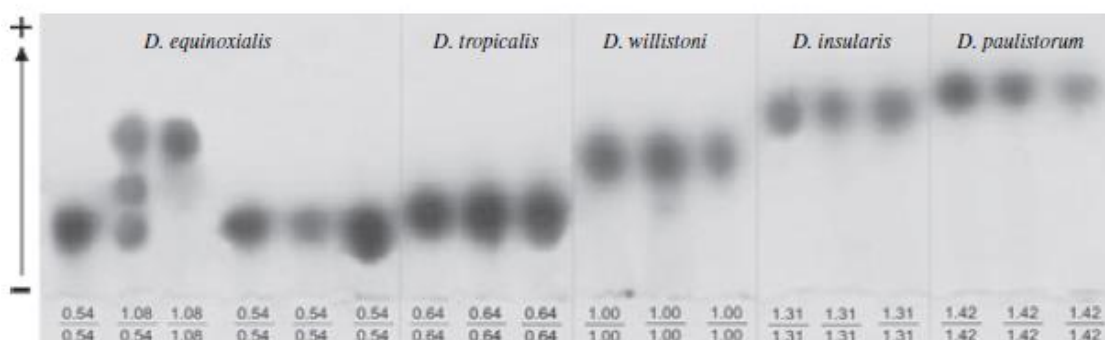 +
D. equinoxialis D. tropicalis D. willistoni D. insularis D. paulistorum
−
0.54 1.08 1.08 0.54 0.54 0.54 0.64 0.64 0.64 1.00 1.00 1.00 1.31 1.31 1.31 1.42 1.42 1.42
0.54 0.54 1.08 0.54 0.54 0.54 0.64 0.64 0.64 1.00 1.00 1.00 1.31 1.31 1.31 1.42 1.42 1.42